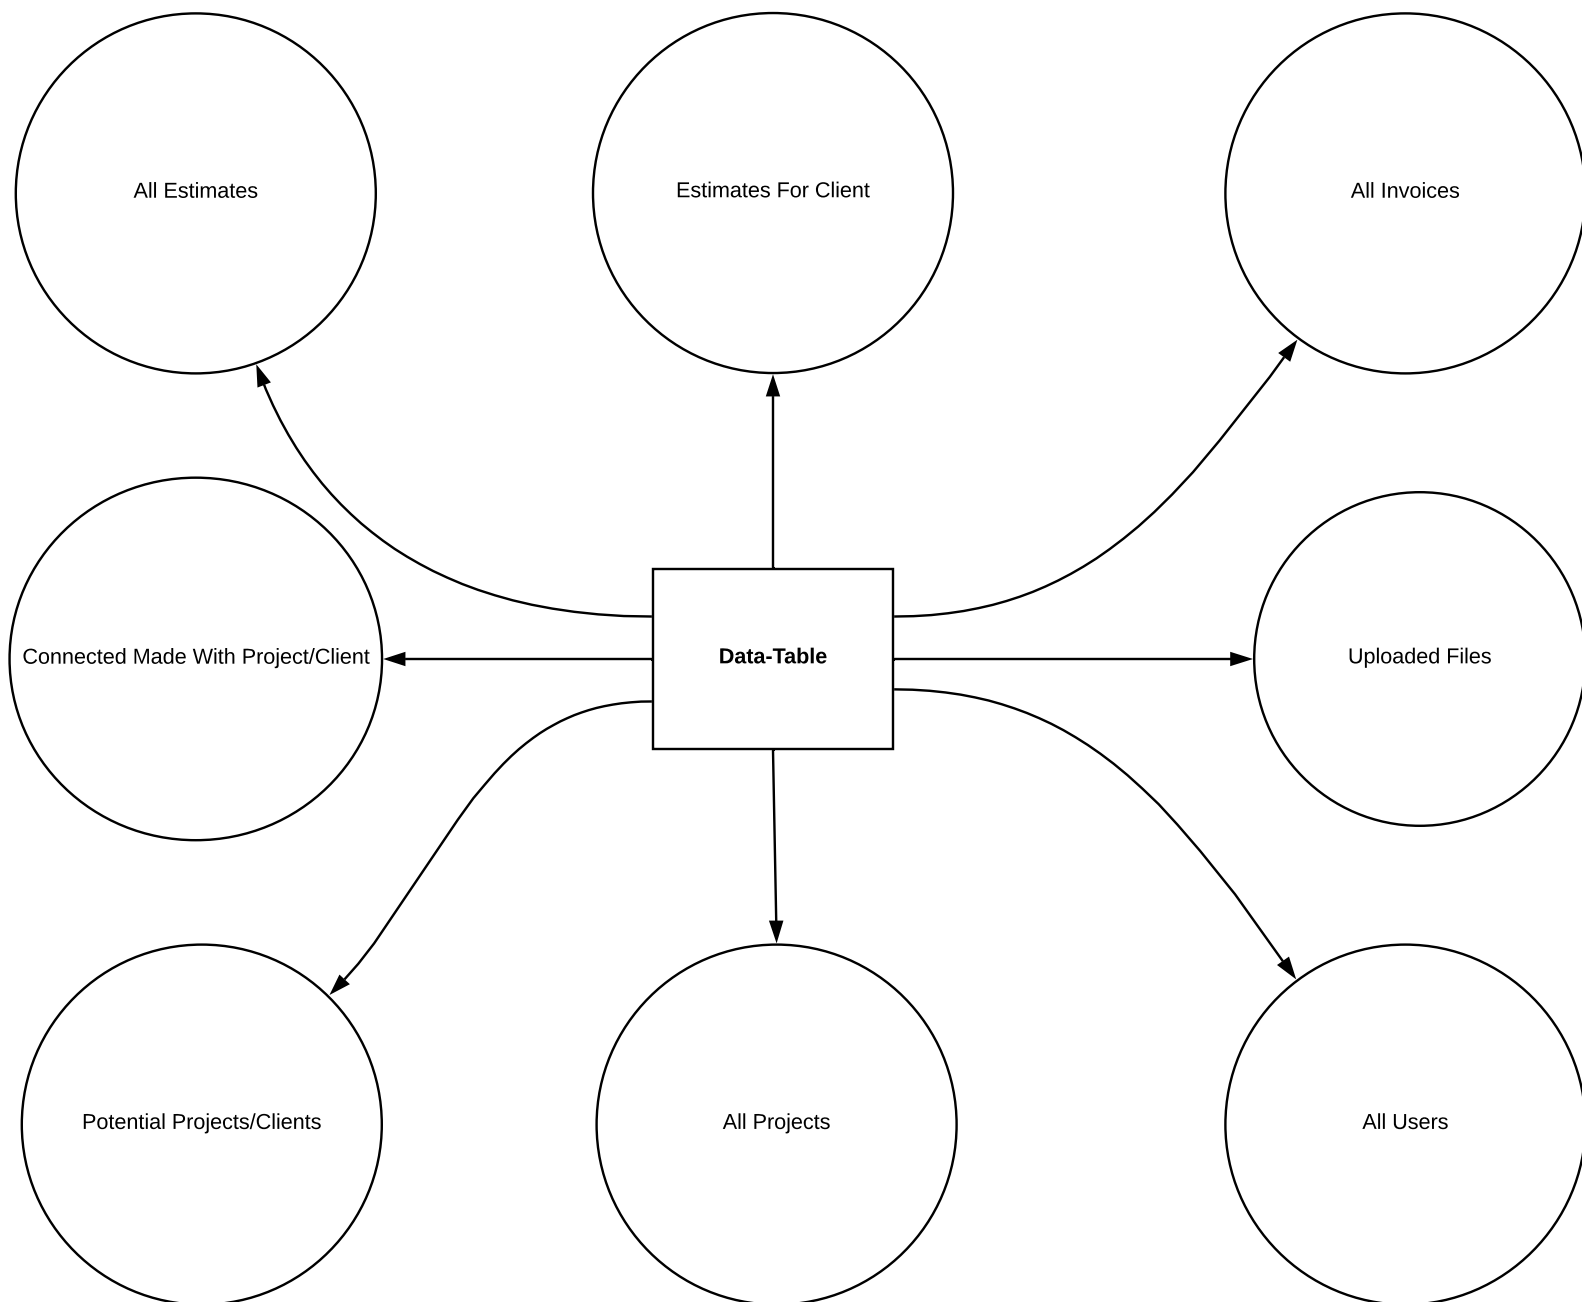 All Estimates
Estimates For Client
All Invoices
Connected Made With Project/Client
Data-Table
Uploaded Files
Potential Projects/Clients
All Projects
All Users